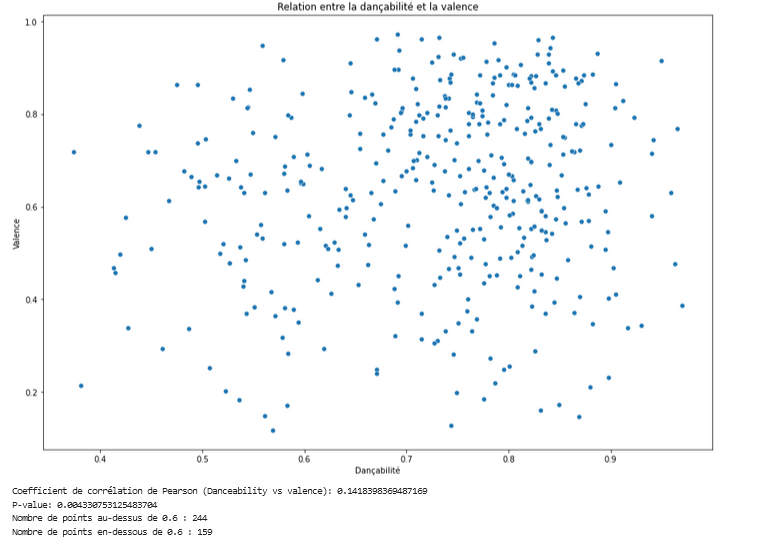 Relation entre la dançabilité et la valence
1.0
0.8
0.6
0.4
0.2
Valence
0.4 0.5 0.6 0.7 0.8 0.9
Dançabilité
Coefficient de corrélation de Pearson (Danceability vs valence): 0.1418398369487169
P-value: 0.004330753125483704
Nombre de points au-dessus de 0.6 : 244
Nombre de points en-dessous de 0.6 : 159